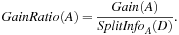 GainRatio(A) = Gain(A) / SplitInfo_A(D).